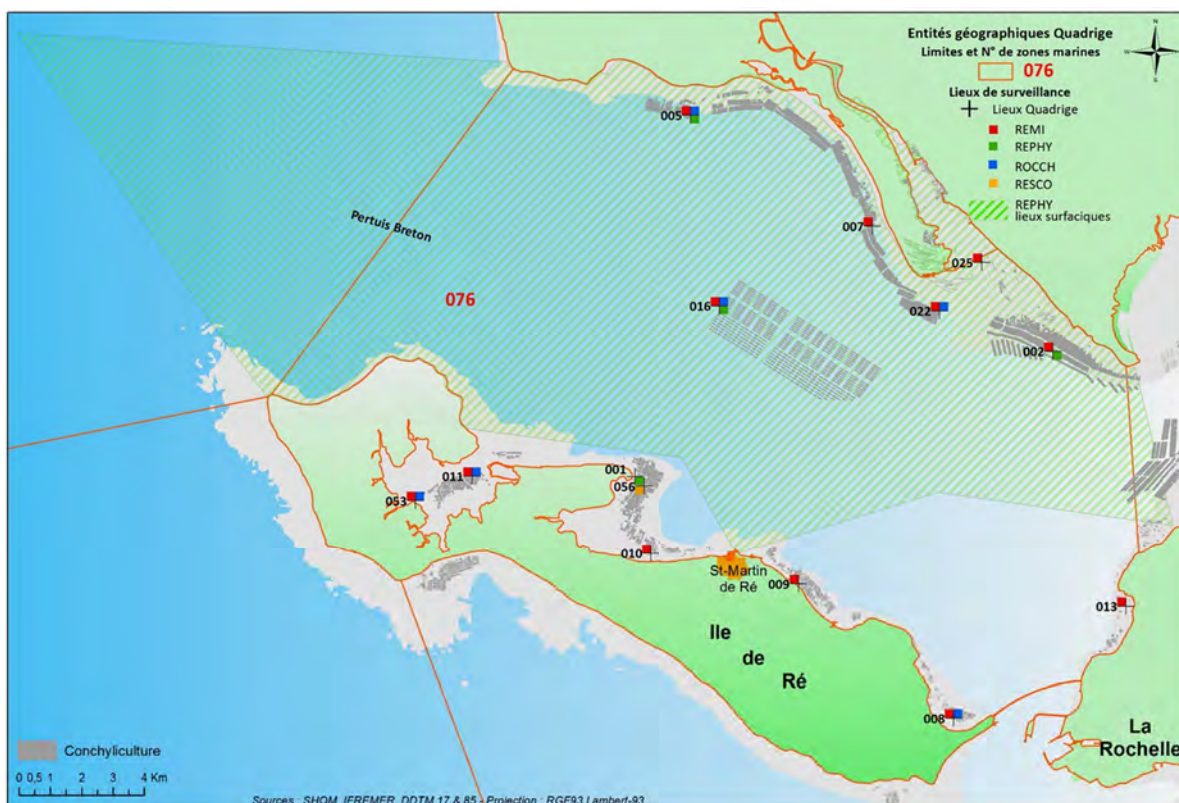 Entités géographiques Quadrige
Limites et N° de zones marines
076
Lieux de surveillance
Lieux Quadrige
REMI
REPHY
ROCCH
RESCO
REPHY
lieux surfaciques
N
E
S
005
Pertuis Breton
007
025
076
016
022
002
001
011
056
053
010
St-Martin
de Ré
009
013
Ile
de
Ré
008
La
Rochelle
Conchyliculture
0 0,5 1 2 3 4 Km
Sources : SHOM, IFREMER, DDTM 17 & 85 - Projection : RGF93 Lambert-93